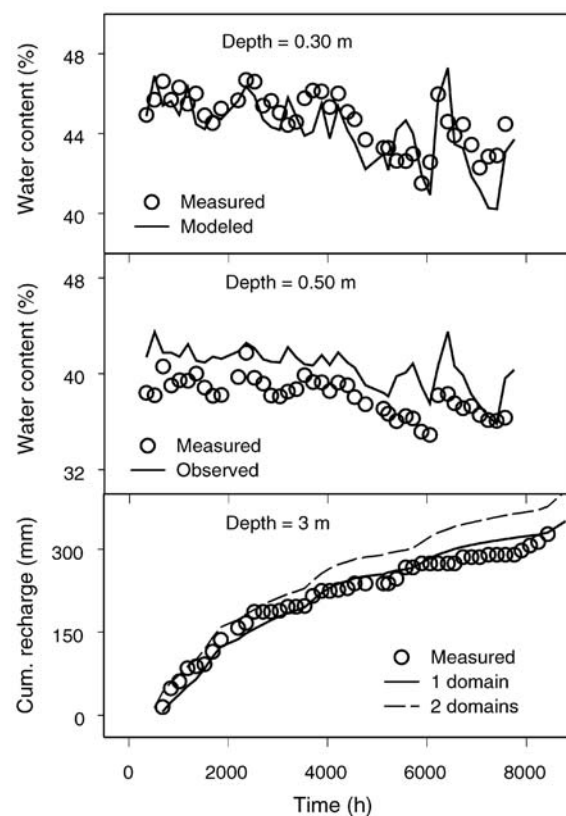 Depth = 0.30 m
Water content (%)
48
44
40
Measured
Modeled
Depth = 0.50 m
Water content (%)
48
40
32
Measured
Observed
Depth = 3 m
Cum. recharge (mm)
300
150
0
Measured
1 domain
2 domains
0 2000 4000 6000 8000
Time (h)